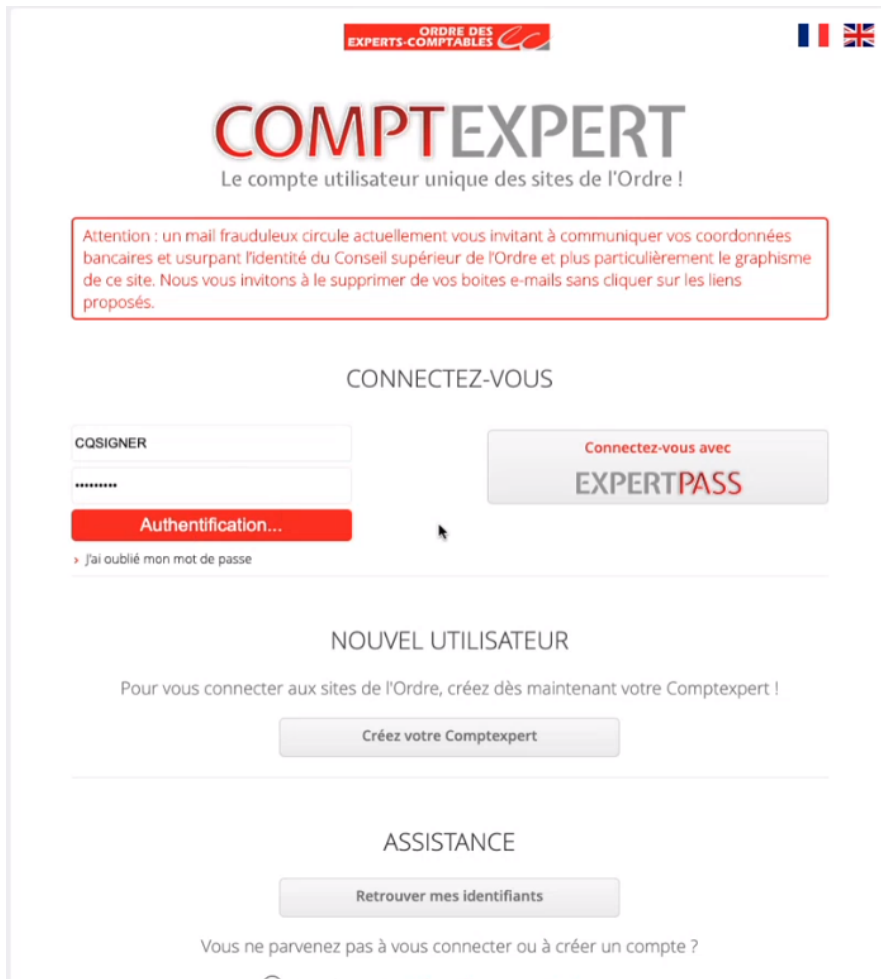 ORDRE DES
EXPERTS-COMPTABLES
COMPTEXPERT
Le compte utilisateur unique des sites de l'Ordre !
Attention : un mail frauduleux circule actuellement vous invitant à communiquer vos coordonnées
bancaires et usurpant l'identité du Conseil supérieur de l'Ordre et plus particulièrement le graphisme
de ce site. Nous vous invitons à le supprimer de vos boites e-mails sans cliquer sur les liens
proposés.
CONNECTEZ-VOUS
CQSIGNER
•••••••••
Authentification...
› J'ai oublié mon mot de passe
Connectez-vous avec
EXPERTPASS
NOUVEL UTILISATEUR
Pour vous connecter aux sites de l'Ordre, créez dès maintenant votre Comptexpert !
Créez votre Comptexpert
ASSISTANCE
Retrouver mes identifiants
Vous ne parvenez pas à vous connecter ou à créer un compte ?